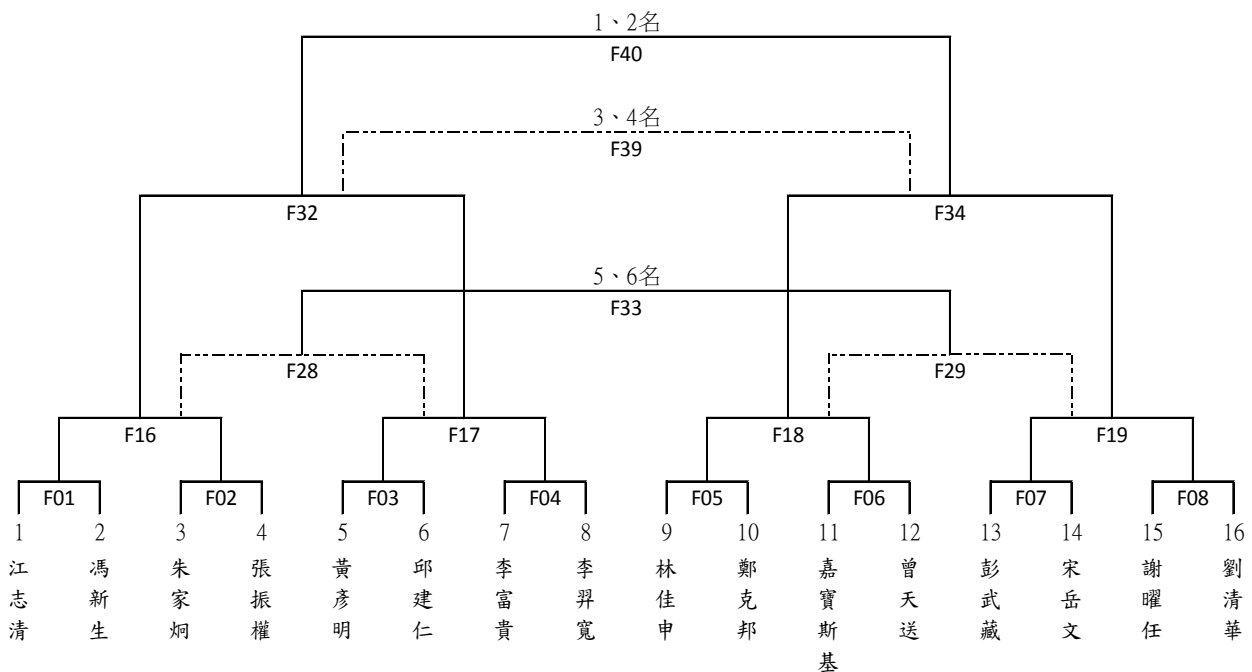 1、2名
F40
3、4名
F39
F32 F34
5、6名
F33
F28 F29
F16 F17 F18 F19
F01 F02 F03 F04 F05 F06 F07 F08
1 2 3 4 5 6 7 8 9 10 11 12 13 14 15 16
江志清
馮新生
朱家炯
張振權
黃彥明
邱建仁
李富貴
李羿寬
林佳申
鄭克邦
嘉寶斯基
曾天送
彭武藏
宋岳文
謝曜任
劉清華